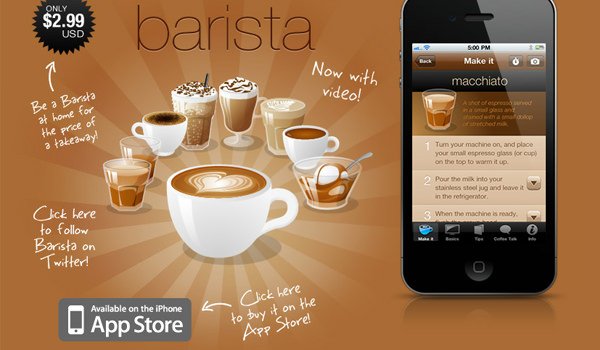 ONLY
$2.99
USD
barista
Be a Barista
at home for
the price of
a takeaway!
Now with
video!
Click here
to follow
Barista on
Twitter!
Available on the iPhone
App Store
Click here
to buy it on the
App Store!
5:00 PM
Back
Make it
macchiato
A shot of espresso served
in a small glass and
stained with a small dollop
of stretched milk.
1 Turn your machine on, and place
your small espresso glass (or cup)
on the top to warm it up.
2 Pour the milk into your
stainless steel jug and leave it
in the refrigerator.
3 When the machine is ready,
Make it
Basics
Tips
Coffee Talk
Info